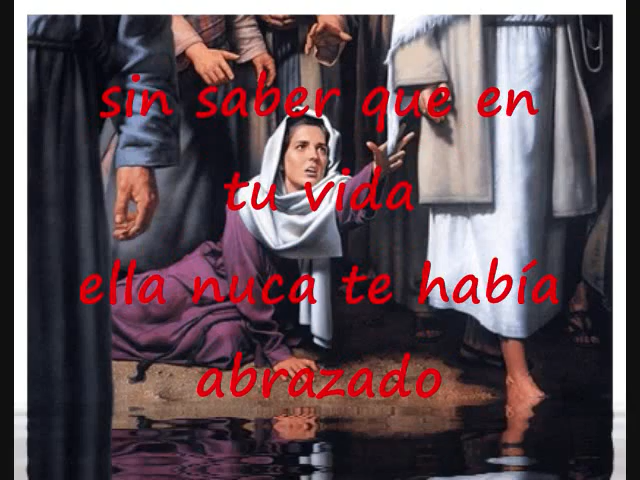 sin saber que en
tu vida
ella nuca te había
abrazado